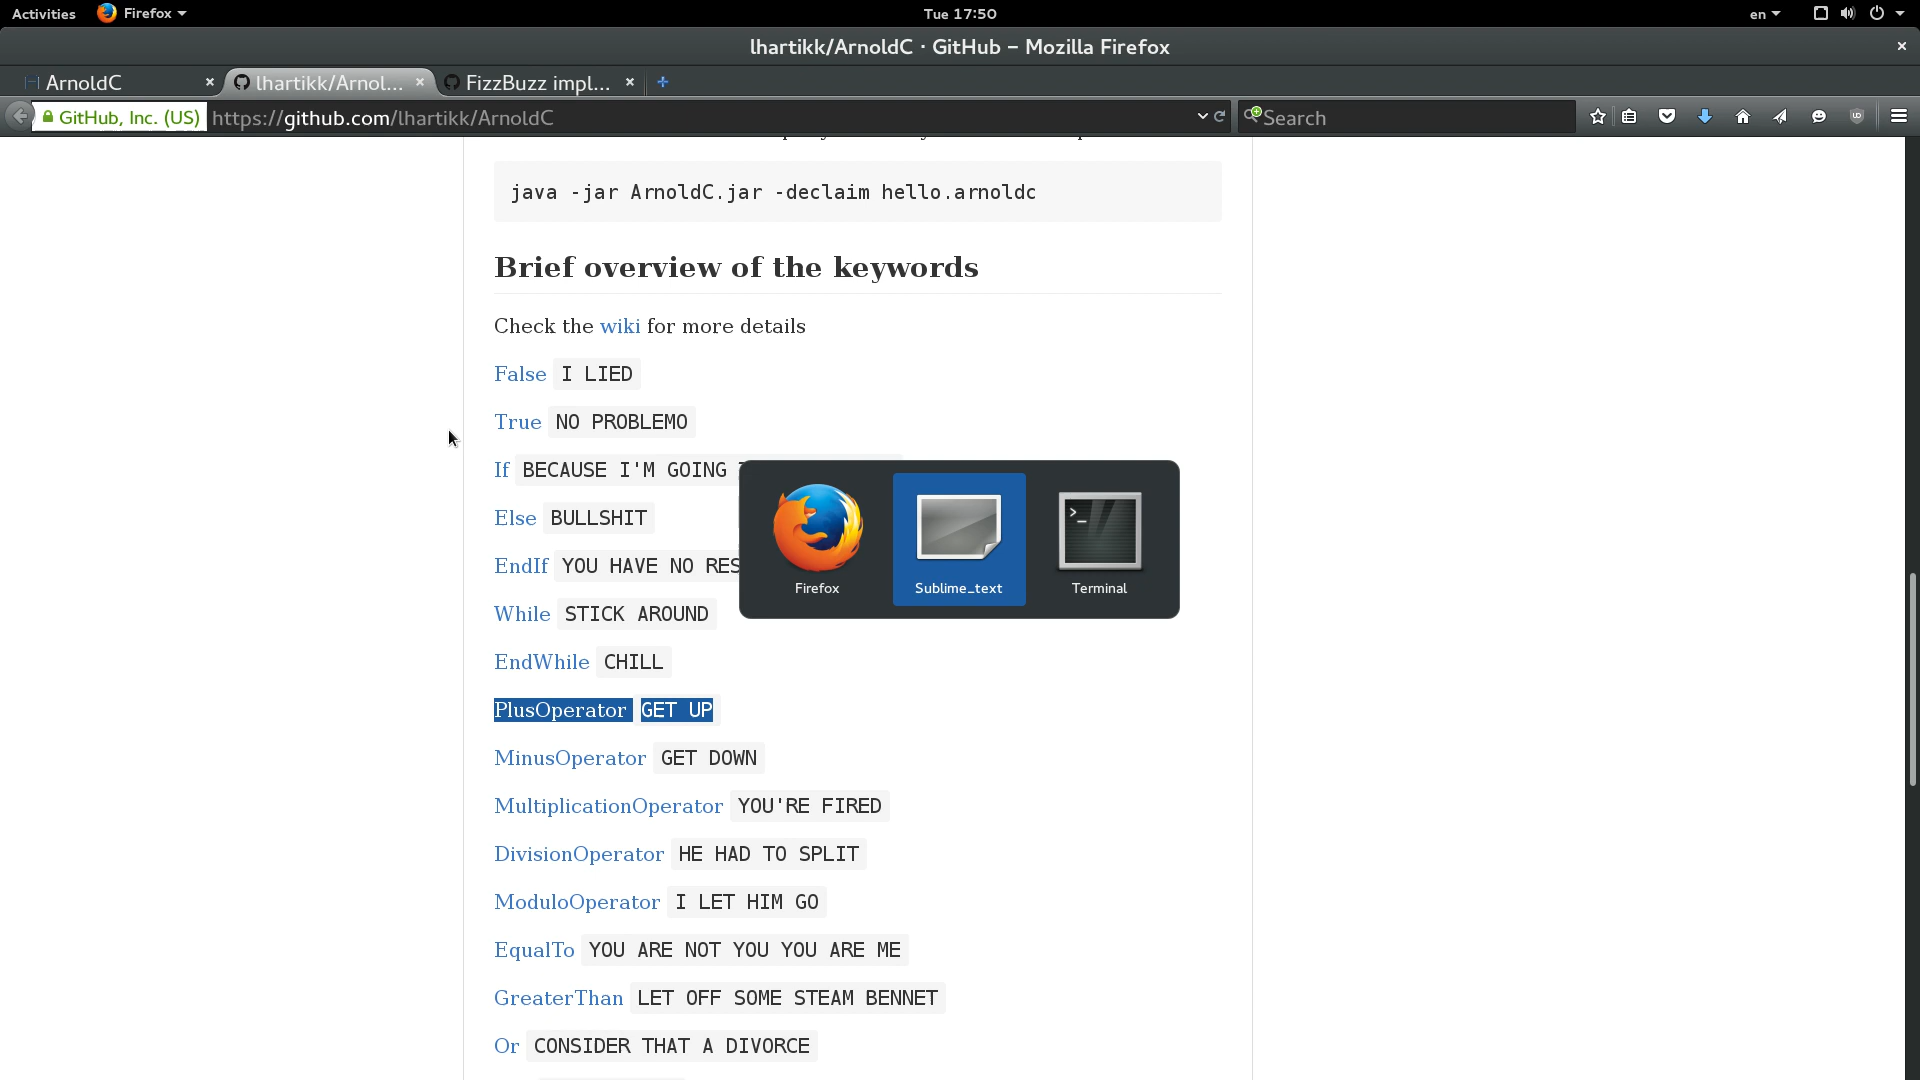 Activities Firefox Tue 17:50 en
lhartikk/ArnoldC · GitHub – Mozilla Firefox
ArnoldC lhartikk/Arnol... FizzBuzz impl...
GitHub, Inc. (US) https://github.com/lhartikk/ArnoldC Search
java -jar ArnoldC.jar -declaim hello.arnoldc
Brief overview of the keywords
Check the wiki for more details
False I LIED
True NO PROBLEMO
If BECAUSE I'M GOING
Else BULLSHIT
EndIf YOU HAVE NO RES
While STICK AROUND
EndWhile CHILL
PlusOperator GET UP
MinusOperator GET DOWN
MultiplicationOperator YOU'RE FIRED
DivisionOperator HE HAD TO SPLIT
ModuloOperator I LET HIM GO
EqualTo YOU ARE NOT YOU YOU ARE ME
GreaterThan LET OFF SOME STEAM BENNET
Or CONSIDER THAT A DIVORCE
Firefox Sublime_text Terminal